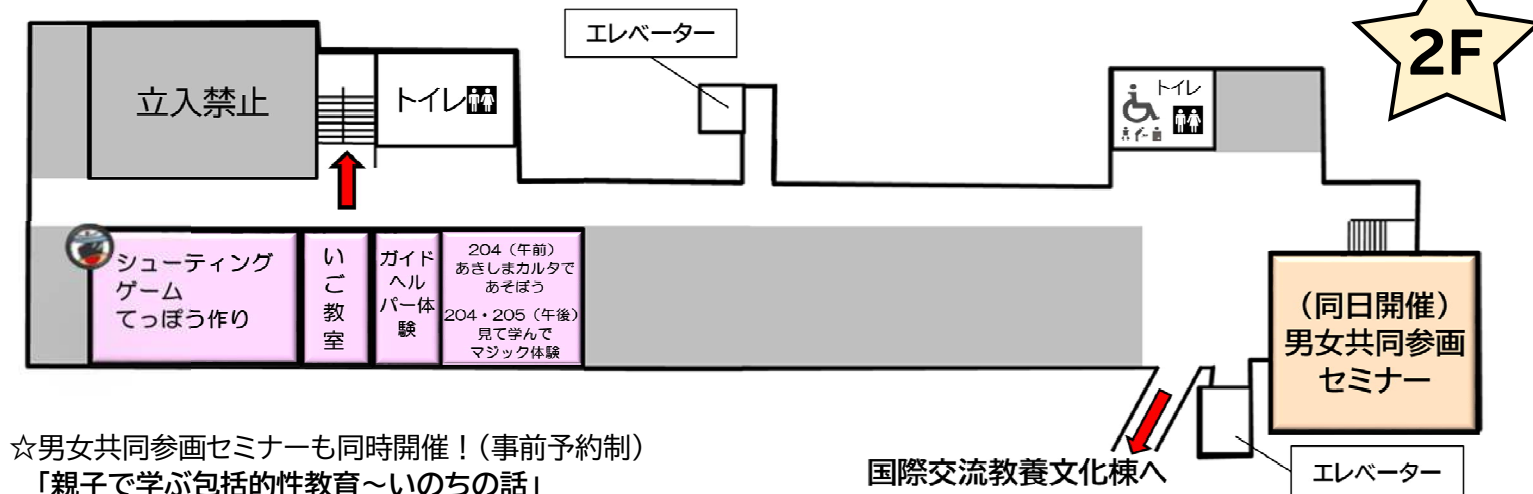 2F
エレベーター
立入禁止
トイレ
トイレ
シューティング
ゲーム
てっぽう作り
いご教室
ガイド
ヘル
パー体
験
204（午前）
あきしまカルタで
あそぼう
204・205（午後）
見て学んで
マジック体験
（同日開催）
男女共同参画
セミナー
☆男女共同参画セミナーも同時開催！（事前予約制）
「親子で学ぶ包括的性教育～いのちの話」
国際交流教養文化棟へ
エレベーター